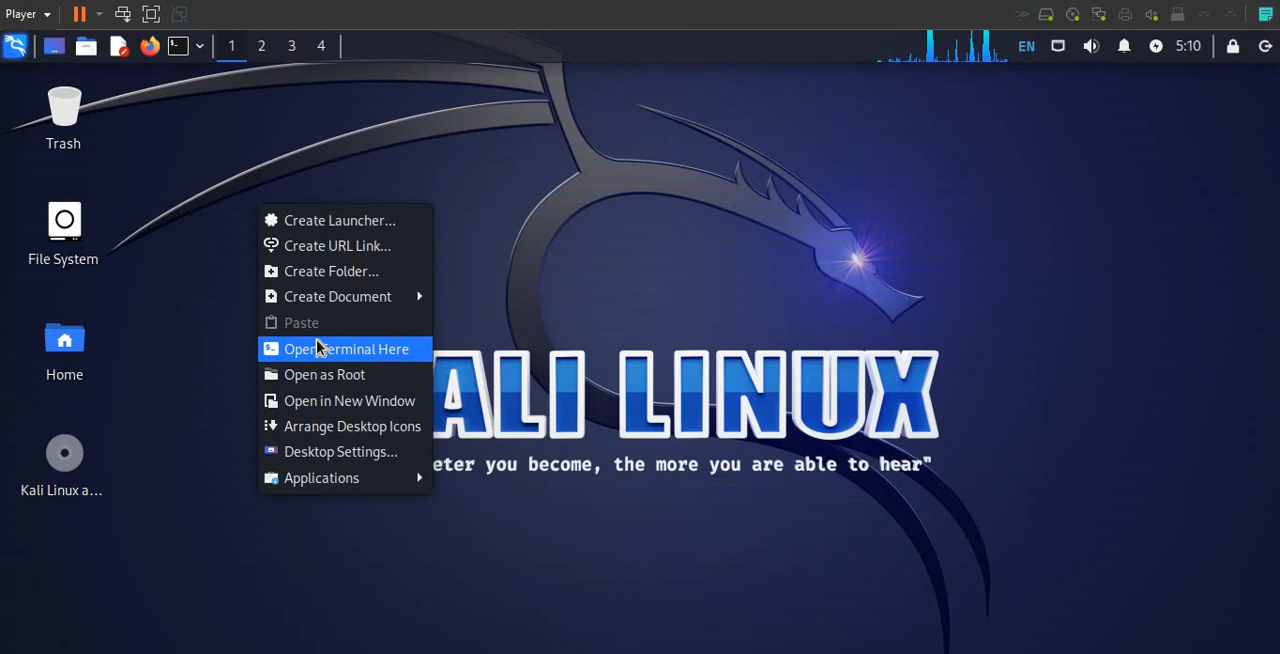 Player
1 2 3 4
EN 5:10
Trash
File System
Home
Kali Linux a...
Create Launcher...
Create URL Link...
Create Folder...
Create Document
Paste
Open Terminal Here
Open as Root
Open in New Window
Arrange Desktop Icons
Desktop Settings...
Applications
ALI LINUX
eter you become, the more you are able to hear"